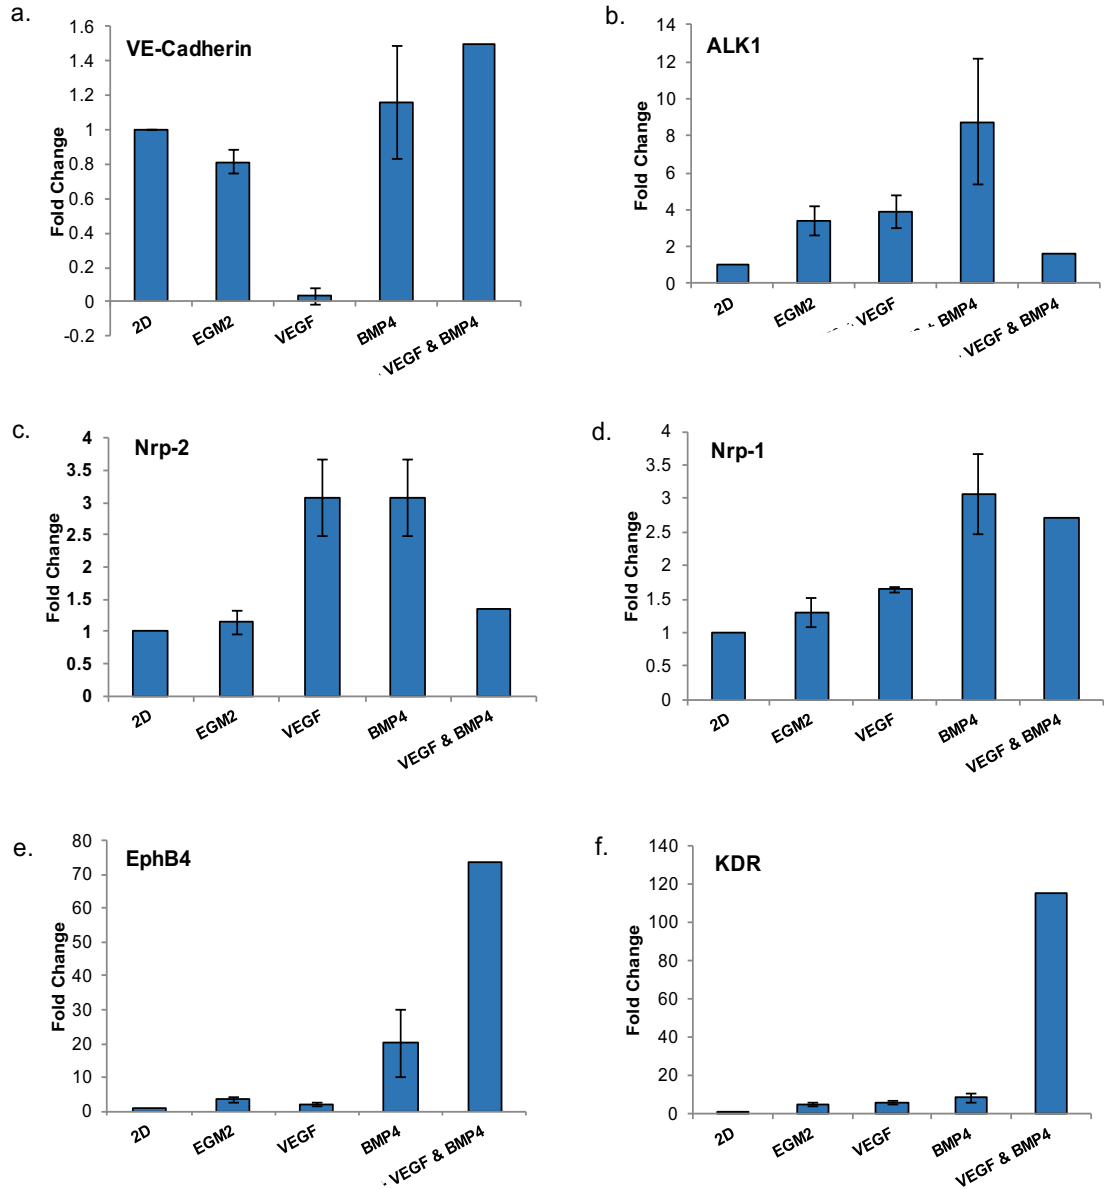 a.
VE-Cadherin
Fold Change
1.6
1.4
1.2
1
0.8
0.6
0.4
0.2
0
-0.2
2D
EGM2
VEGF
BMP4
VEGF & BMP4
b.
ALK1
Fold Change
14
12
10
8
6
4
2
0
2D
EGM2
VEGF
& BMP4
VEGF & BMP4
c.
Nrp-2
Fold Change
4
3.5
3
2.5
2
1.5
1
0.5
0
2D
EGM2
VEGF
BMP4
VEGF & BMP4
d.
Nrp-1
Fold Change
4
3.5
3
2.5
2
1.5
1
0.5
0
2D
EGM2
VEGF
BMP4
VEGF & BMP4
e.
EphB4
Fold Change
80
70
60
50
40
30
20
10
0
2D
EGM2
VEGF
BMP4
VEGF & BMP4
f.
KDR
Fold Change
140
120
100
80
60
40
20
0
2D
EGM2
VEGF
BMP4
VEGF & BMP4